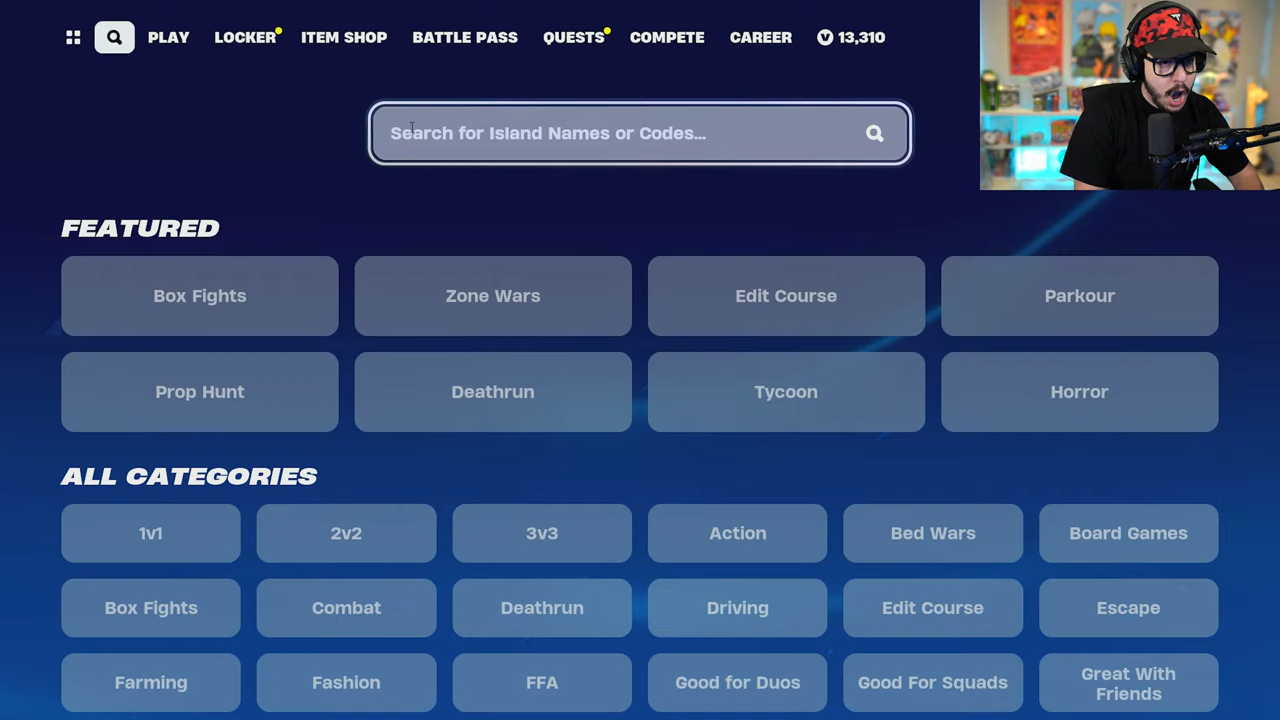 PLAY
LOCKER
ITEM SHOP
BATTLE PASS
QUESTS
COMPETE
CAREER
13,310
Search for Island Names or Codes...
FEATURED
Box Fights
Zone Wars
Edit Course
Parkour
Prop Hunt
Deathrun
Tycoon
Horror
ALL CATEGORIES
1v1
2v2
3v3
Action
Bed Wars
Board Games
Box Fights
Combat
Deathrun
Driving
Edit Course
Escape
Farming
Fashion
FFA
Good for Duos
Good For Squads
Great With
Friends